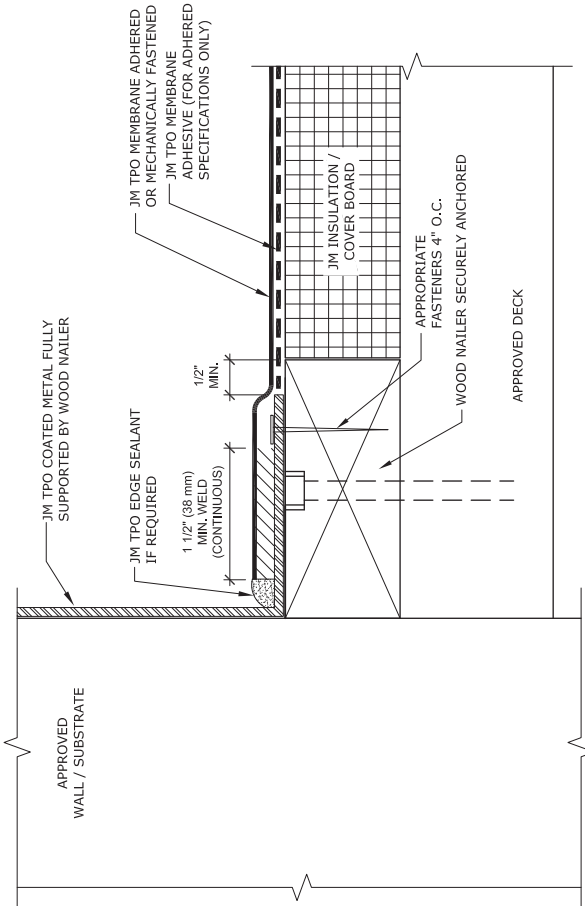 JM TPO COATED METAL FULLY
SUPPORTED BY WOOD NAILER
JM TPO EDGE SEALANT
IF REQUIRED
1 1/2" (38 mm)
MIN. WELD
(CONTINUOUS)
1/2"
MIN.
JM TPO MEMBRANE ADHERED
OR MECHANICALLY FASTENED
JM TPO MEMBRANE
ADHESIVE (FOR ADHERED
SPECIFICATIONS ONLY)
APPROVED
WALL / SUBSTRATE
JM INSULATION /
COVER BOARD
APPROPRIATE
FASTENERS 4" O.C.
WOOD NAILER SECURELY ANCHORED
APPROVED DECK